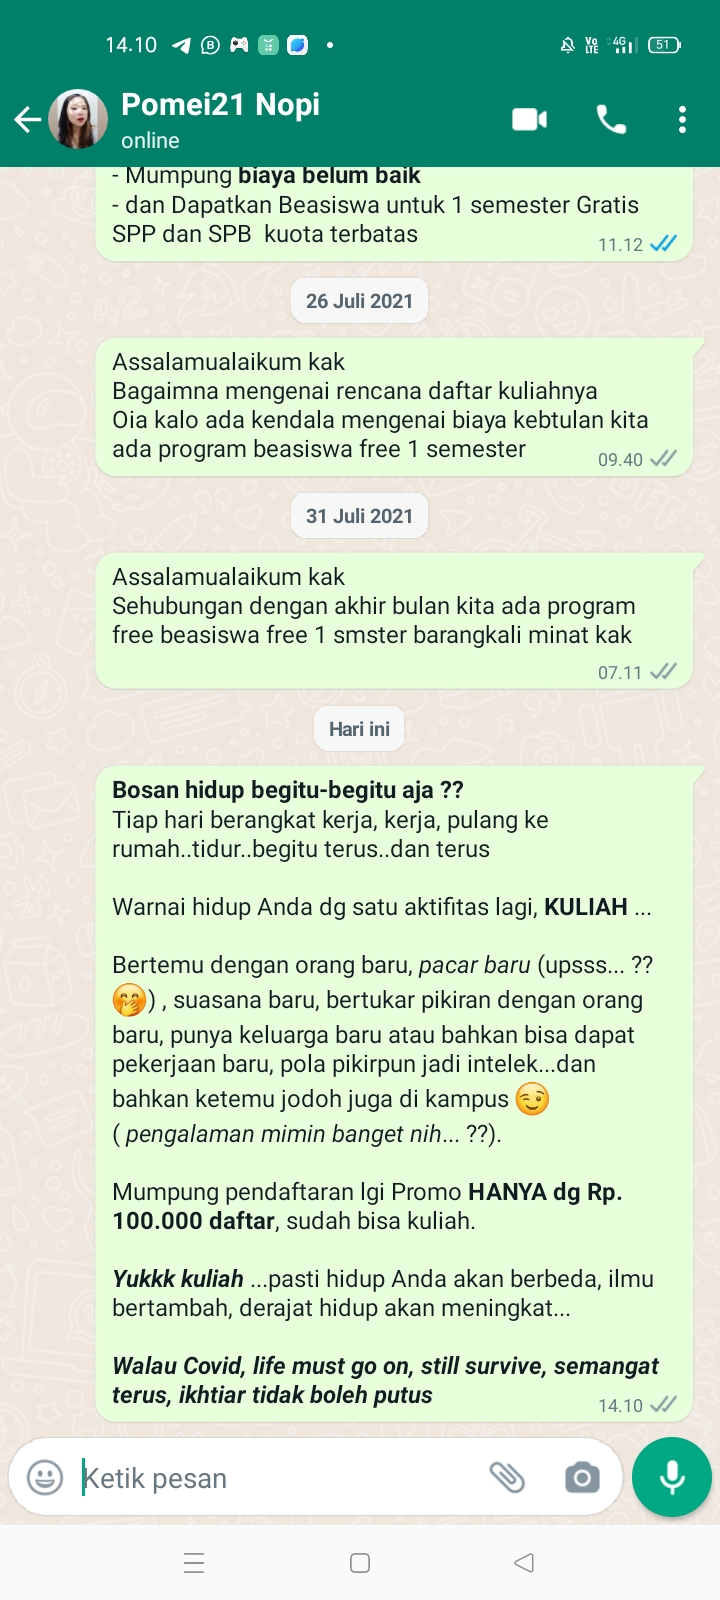 14.10
VoLTE 4G 51
Pomei21 Nopi
online
- Mumpung biaya belum baik
- dan Dapatkan Beasiswa untuk 1 semester Gratis
SPP dan SPB kuota terbatas
11.12
26 Juli 2021
Assalamualaikum kak
Bagaimna mengenai rencana daftar kuliahnya
Oia kalo ada kendala mengenai biaya kebtulan kita
ada program beasiswa free 1 semester
09.40
31 Juli 2021
Assalamualaikum kak
Sehubungan dengan akhir bulan kita ada program
free beasiswa free 1 smster barangkali minat kak
07.11
Hari ini
Bosan hidup begitu-begitu aja ??
Tiap hari berangkat kerja, kerja, pulang ke
rumah..tidur..begitu terus..dan terus
Warnai hidup Anda dg satu aktifitas lagi, KULIAH ...
Bertemu dengan orang baru, pacar baru (upsss... ??
🤭) , suasana baru, bertukar pikiran dengan orang
baru, punya keluarga baru atau bahkan bisa dapat
pekerjaan baru, pola pikirpun jadi intelek...dan
bahkan ketemu jodoh juga di kampus 😉
( pengalaman mimin banget nih... ??).
Mumpung pendaftaran lgi Promo HANYA dg Rp.
100.000 daftar, sudah bisa kuliah.
Yukkk kuliah ...pasti hidup Anda akan berbeda, ilmu
bertambah, derajat hidup akan meningkat...
Walau Covid, life must go on, still survive, semangat
terus, ikhtiar tidak boleh putus
14.10
Ketik pesan